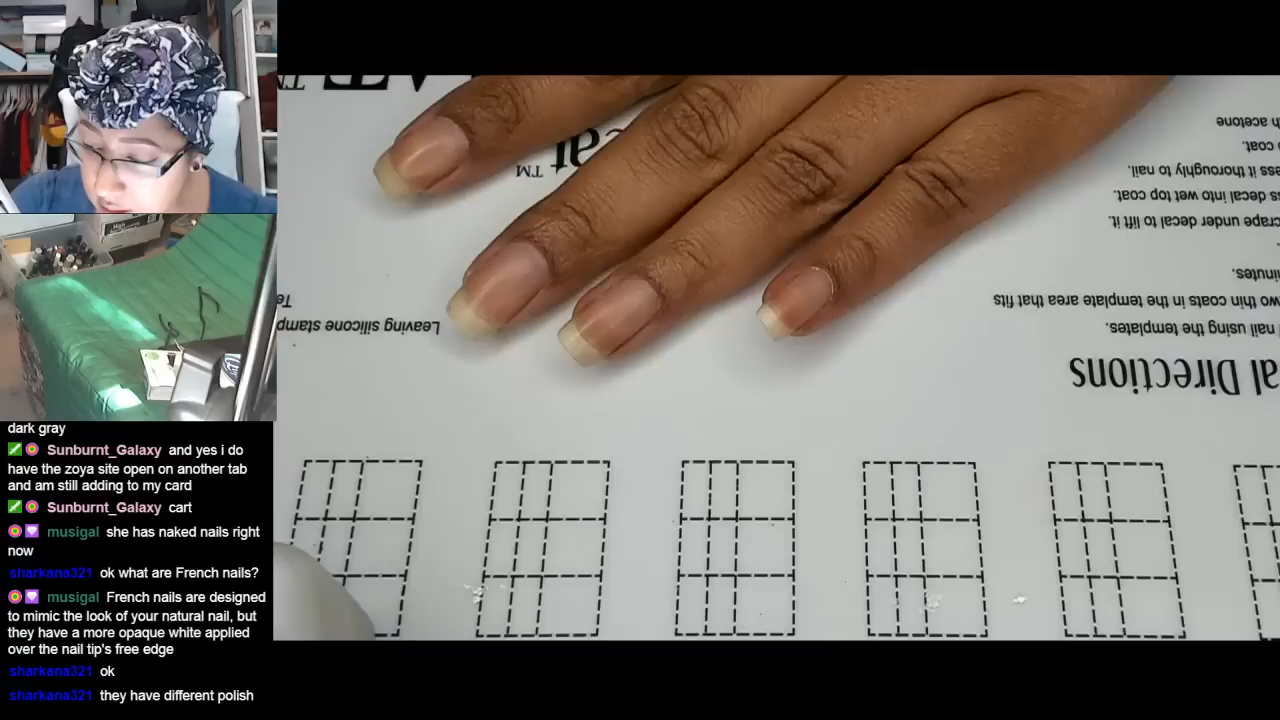 dark gray
Sunburnt_Galaxy and yes i do
have the zoya site open on another tab
and am still adding to my card
Sunburnt_Galaxy cart
musigal she has naked nails right
now
sharkana321 ok what are French nails?
musigal French nails are designed
to mimic the look of your natural nail, but
they have a more opaque white applied
over the nail tip's free edge
sharkana321 ok
sharkana321 they have different polish
TM
TM
Leaving silicone stamp
Directions
nail using the templates.
two thin coats in the template area that fits
minutes.
scrape under decal to lift it.
decal into wet top coat.
it thoroughly to nail.
coat.
acetone